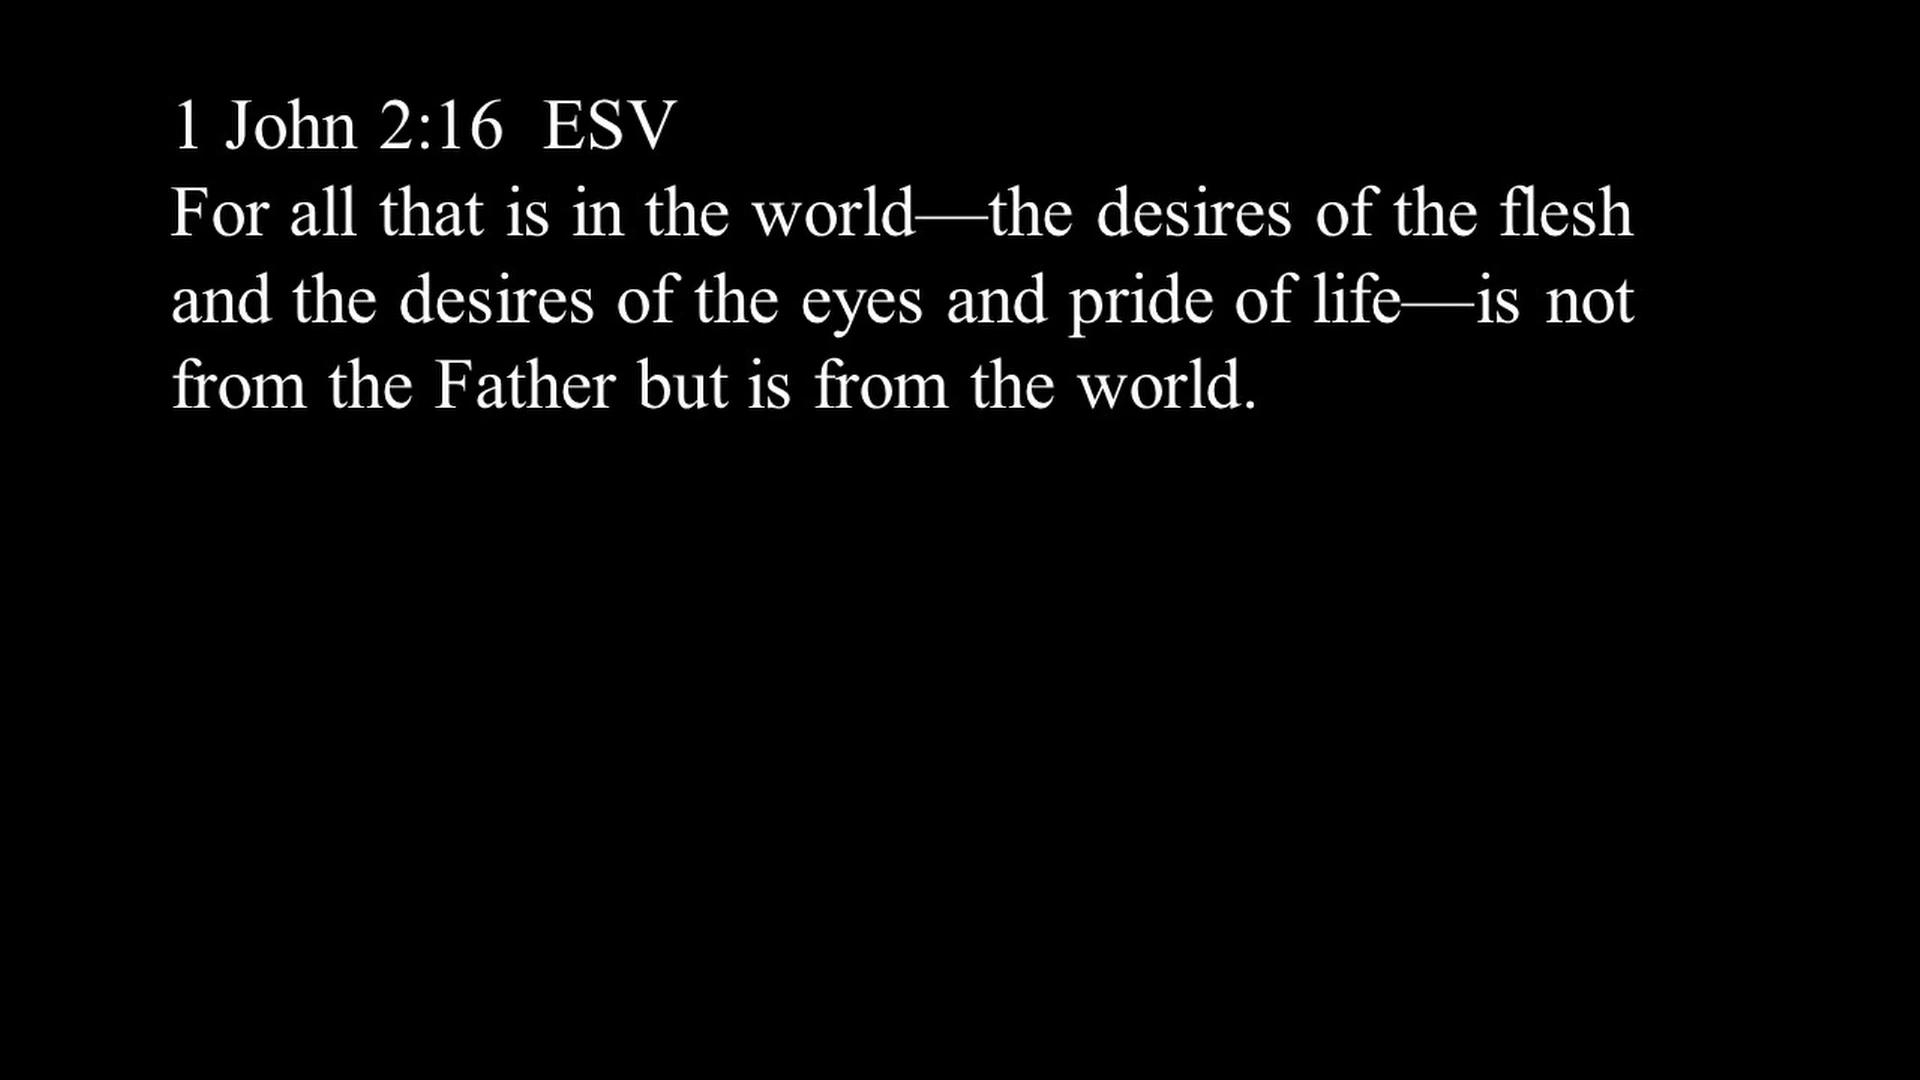 1 John 2:16  ESV
For all that is in the world—the desires of the flesh
and the desires of the eyes and pride of life—is not
from the Father but is from the world.